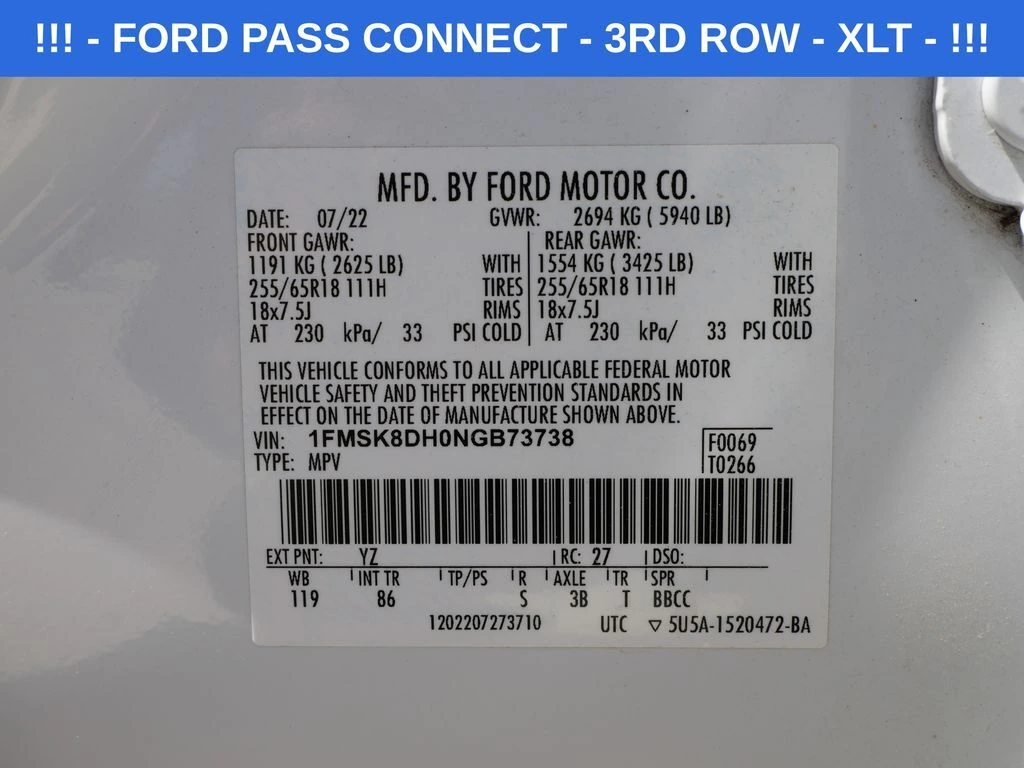 !!! - FORD PASS CONNECT - 3RD ROW - XLT - !!!
MFD. BY FORD MOTOR CO.
DATE: 07/22 GVWR: 2694 KG ( 5940 LB)
FRONT GAWR: REAR GAWR:
1191 KG ( 2625 LB) WITH 1554 KG ( 3425 LB) WITH
255/65R18 111H TIRES 255/65R18 111H TIRES
18x7.5J RIMS 18x7.5J RIMS
AT 230 kPa/ 33 PSI COLD AT 230 kPa/ 33 PSI COLD
THIS VEHICLE CONFORMS TO ALL APPLICABLE FEDERAL MOTOR
VEHICLE SAFETY AND THEFT PREVENTION STANDARDS IN
EFFECT ON THE DATE OF MANUFACTURE SHOWN ABOVE.
VIN: 1FMSK8DH0NGB73738 F0069
TYPE: MPV T0266
EXT PNT: YZ RC: 27 DSO:
WB INT TR TP/PS R AXLE TR SPR
119 86 S 3B T BBCC
1202207273710 UTC ▽ 5U5A-1520472-BA